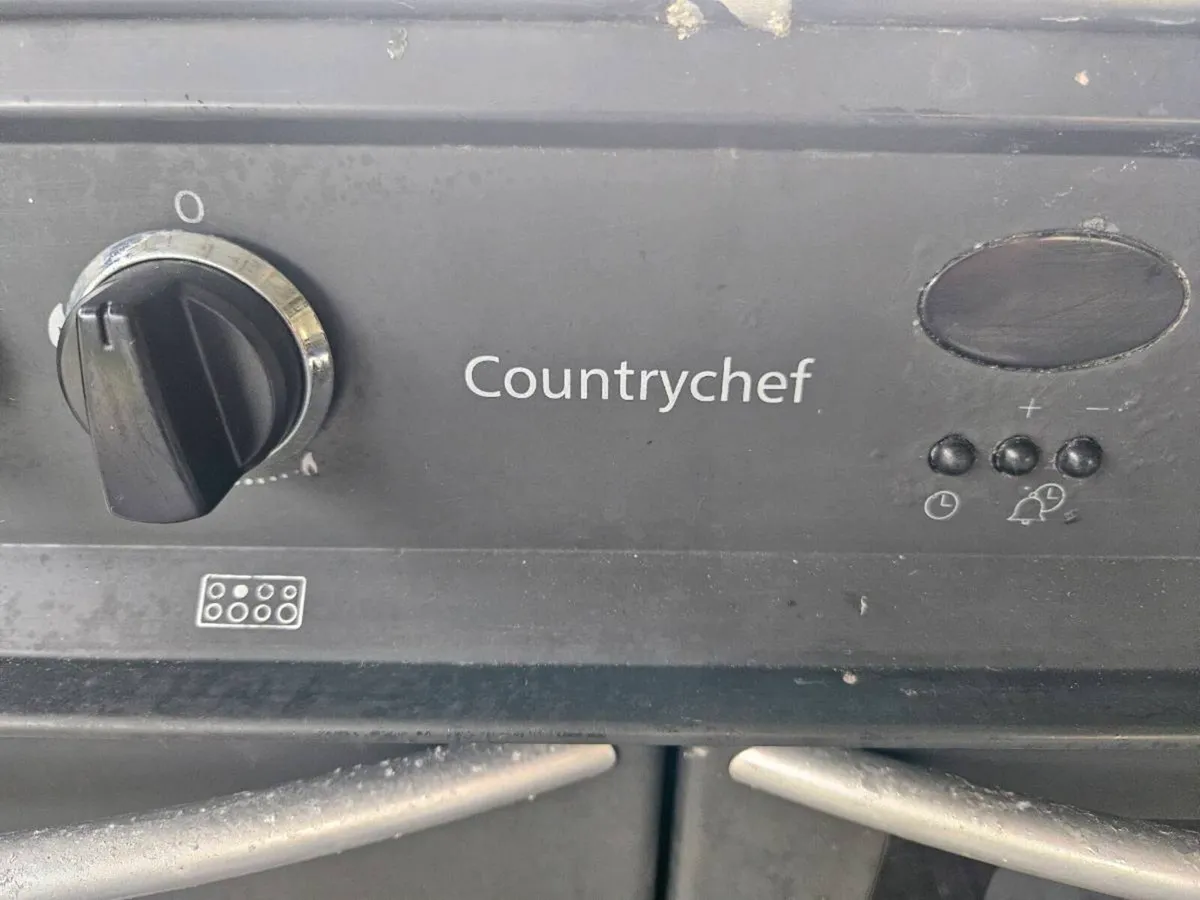 0
Countrychef
+ −